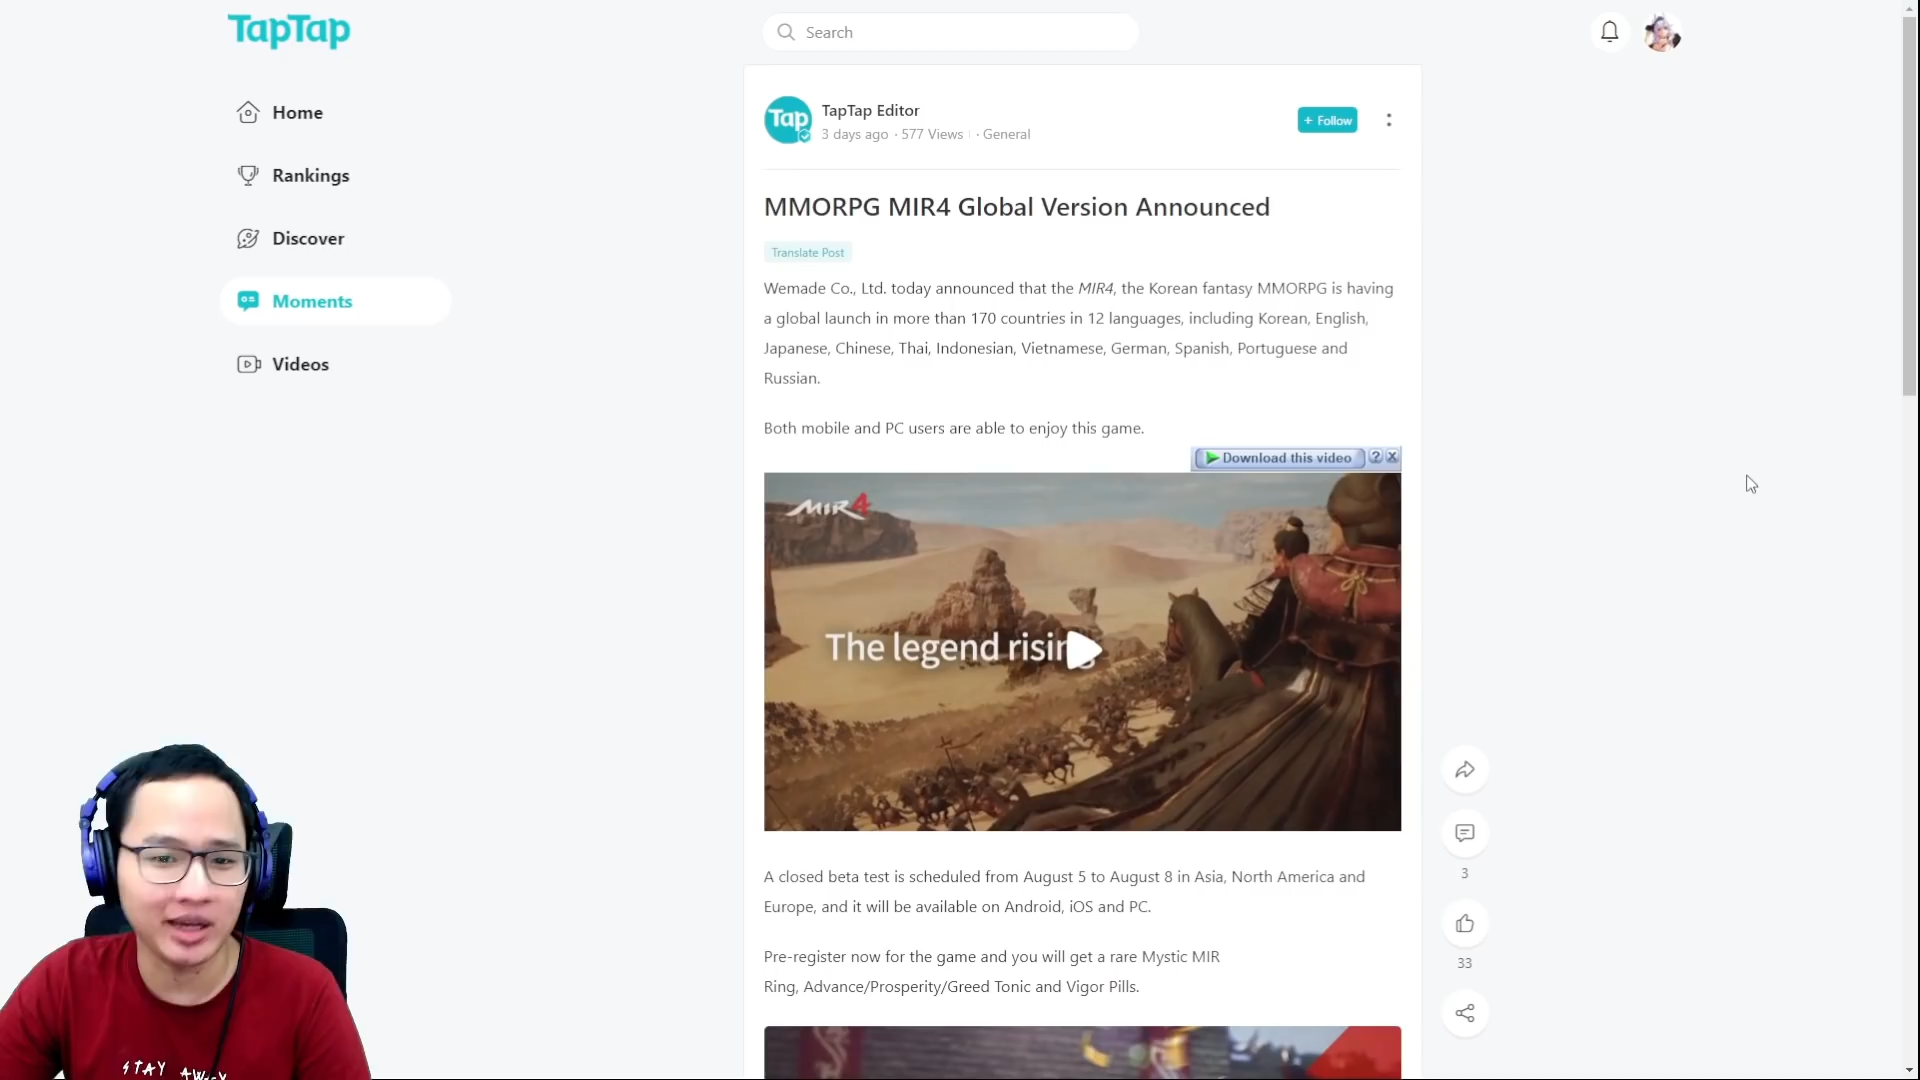 TapTap
Search
Home
Rankings
Discover
Moments
Videos
Tap
TapTap Editor
3 days ago · 577 Views · General
+ Follow
MMORPG MIR4 Global Version Announced
Translate Post
Wemade Co., Ltd. today announced that the MIR4, the Korean fantasy MMORPG is having
a global launch in more than 170 countries in 12 languages, including Korean, English,
Japanese, Chinese, Thai, Indonesian, Vietnamese, German, Spanish, Portuguese and
Russian.
Both mobile and PC users are able to enjoy this game.
Download this video ? X
MIR4
The legend rising
A closed beta test is scheduled from August 5 to August 8 in Asia, North America and
Europe, and it will be available on Android, iOS and PC.
Pre-register now for the game and you will get a rare Mystic MIR
Ring, Advance/Prosperity/Greed Tonic and Vigor Pills.
3
33
STAY AWAY